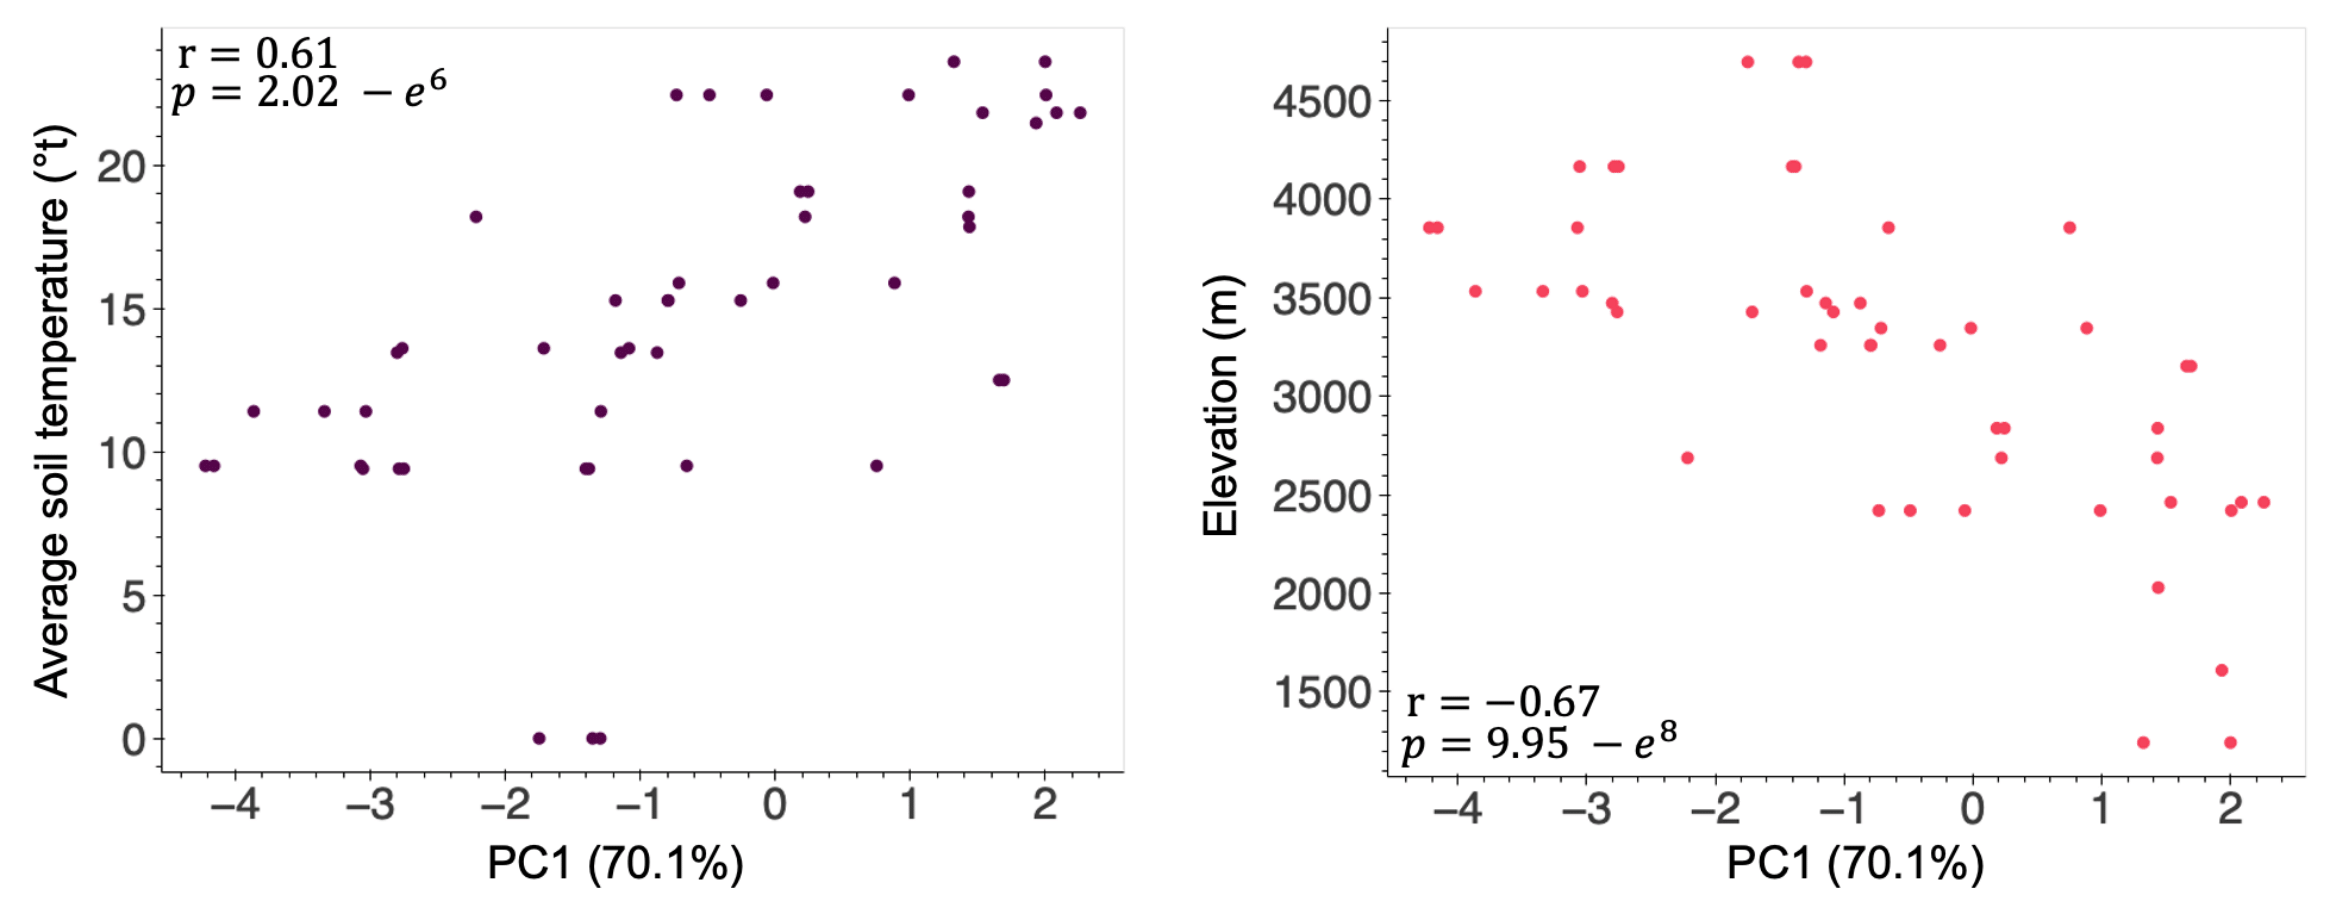 r = 0.61
p = 2.02 − e⁶
Average soil temperature (°t)
20
15
10
5
0
−4 −3 −2 −1 0 1 2
PC1 (70.1%)
Elevation (m)
4500
4000
3500
3000
2500
2000
1500
r = −0.67
p = 9.95 − e⁸
−4 −3 −2 −1 0 1 2
PC1 (70.1%)